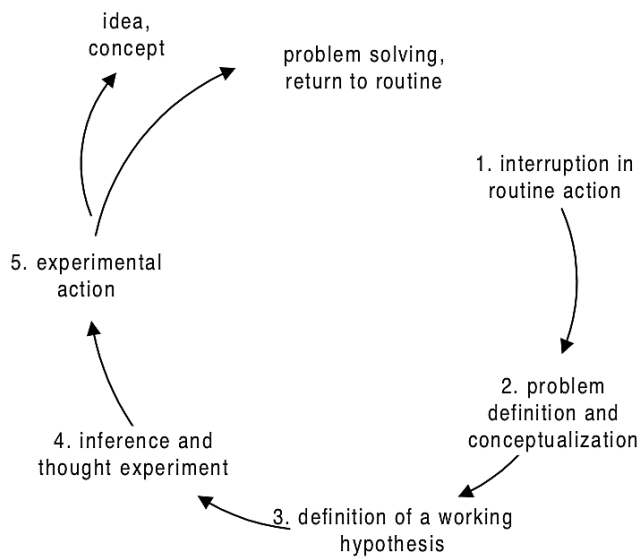 idea,
concept
problem solving,
return to routine
1. interruption in
routine action
2. problem
definition and
conceptualization
3. definition of a working
hypothesis
4. inference and
thought experiment
5. experimental
action